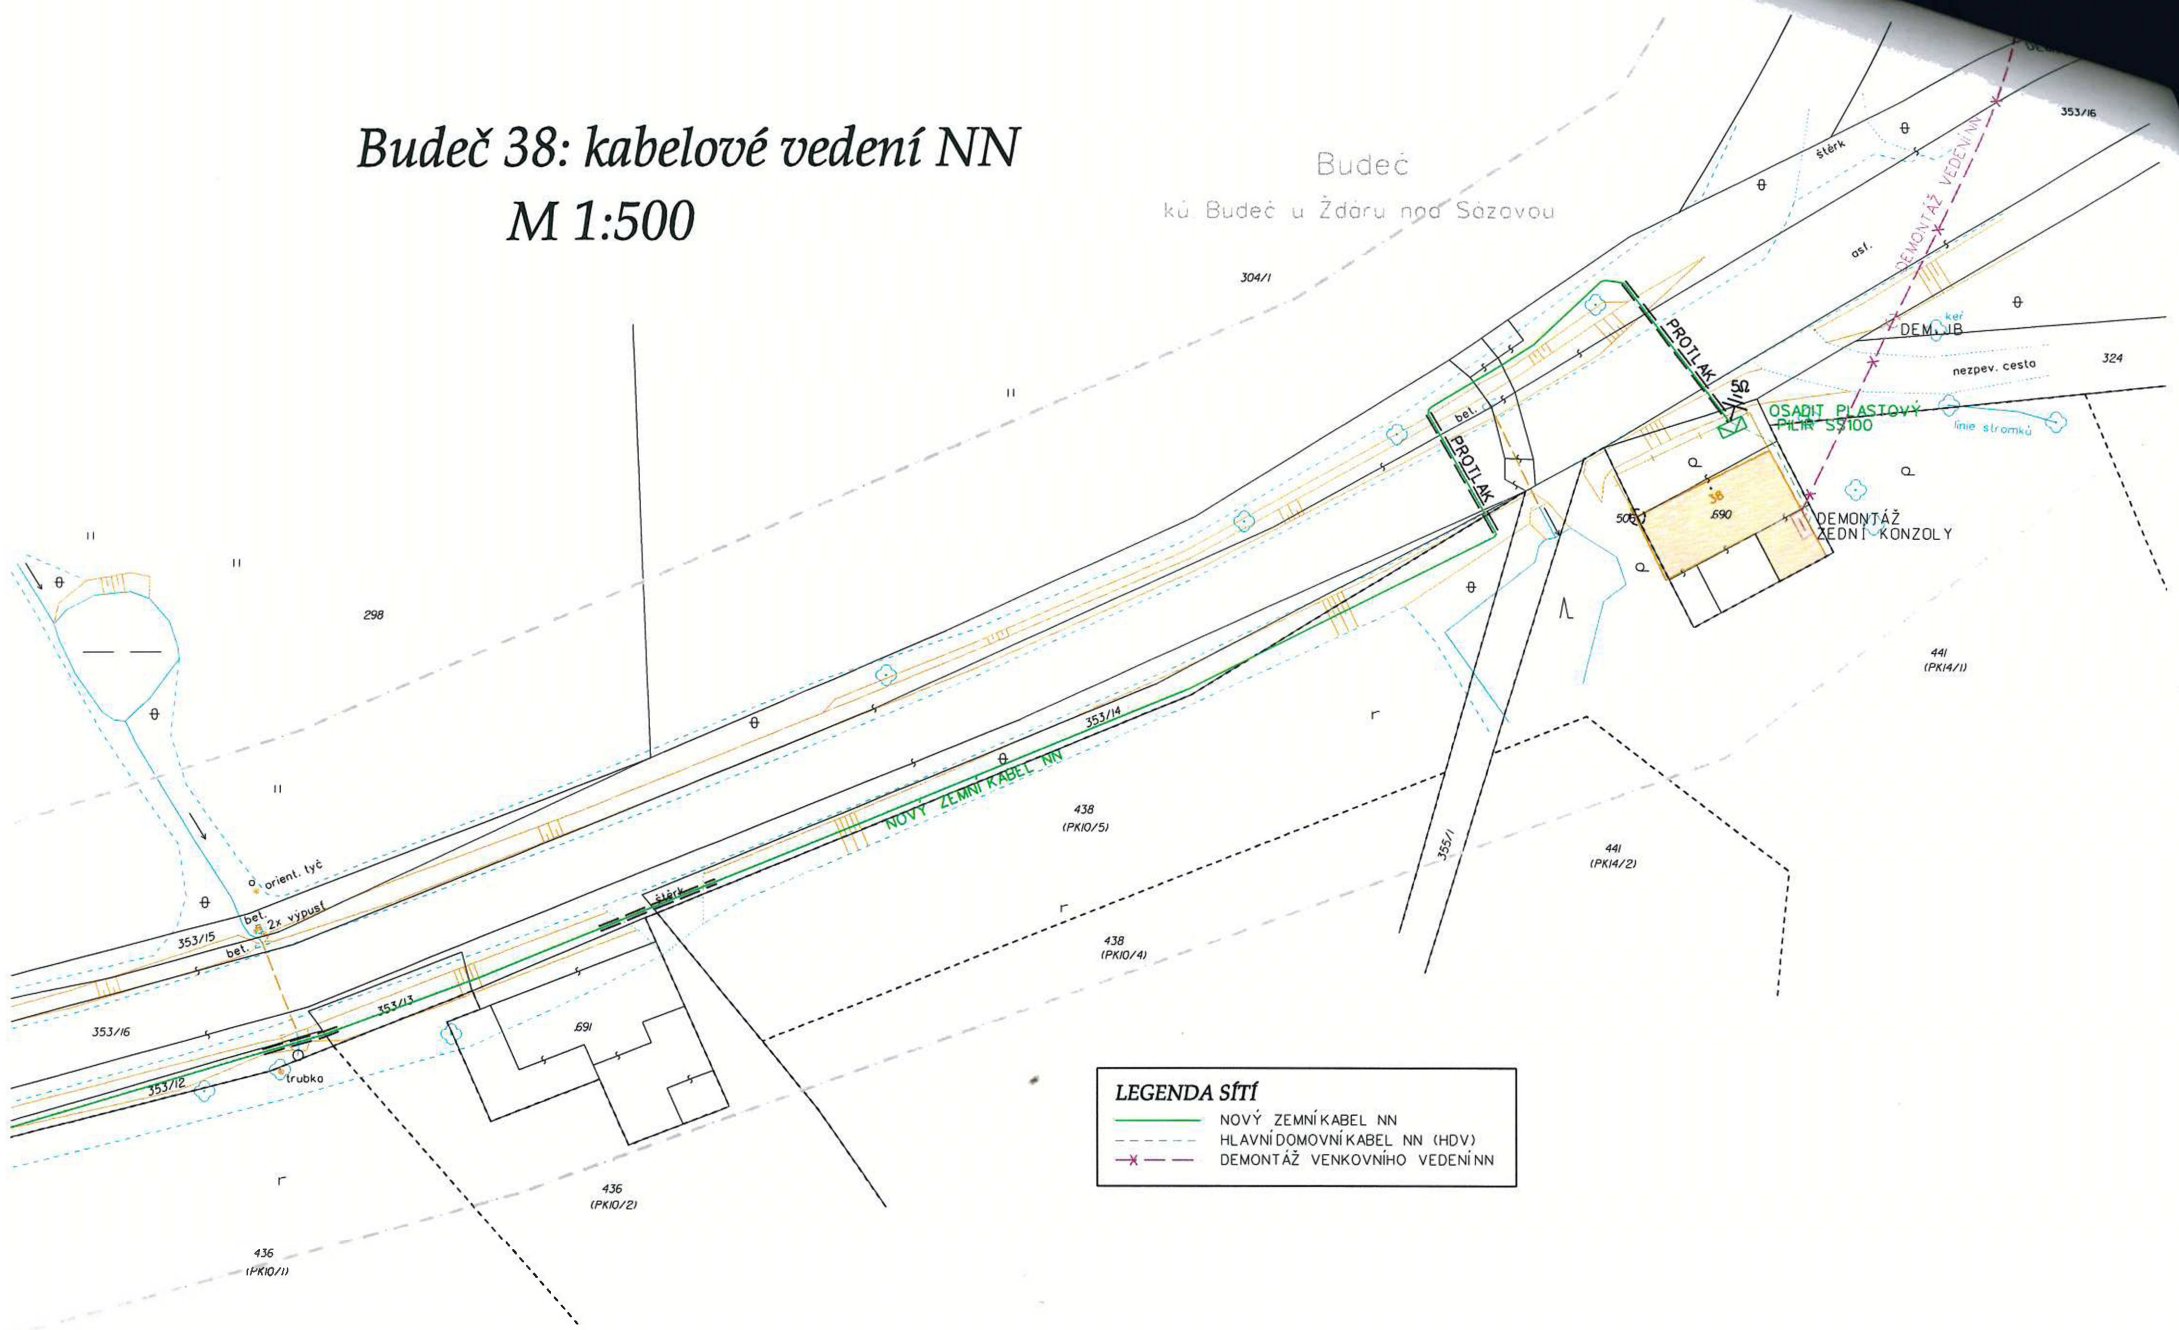 Budeč 38: kabelové vedení NN
M 1:500
Budeč
kú. Budeč u Žďáru nad Sázavou
304/1
353/16
štěrk
DEMONTÁŽ VEDENÍ NN
asf.
keř
DEM. JB
nezpev. cesta
324
PROTLAK
5Ω
OSADIT PLASTOVÝ
PILÍŘ SS100
linie stromků
bet.
PROTLAK
38
.690
DEMONTÁŽ
ZEDNÍ KONZOLY
298
441
(PK14/1)
353/14
NOVÝ ZEMNÍ KABEL NN
438
(PK10/5)
355/1
441
(PK14/2)
orient. tyč
štěrk
bet.
2x výpusť
353/15
bet.
438
(PK10/4)
353/13
353/16
.691
trubka
353/12
LEGENDA SÍTÍ
NOVÝ ZEMNÍ KABEL NN
HLAVNÍ DOMOVNÍ KABEL NN (HDV)
DEMONTÁŽ VENKOVNÍHO VEDENÍ NN
436
(PK10/2)
436
(PK10/1)